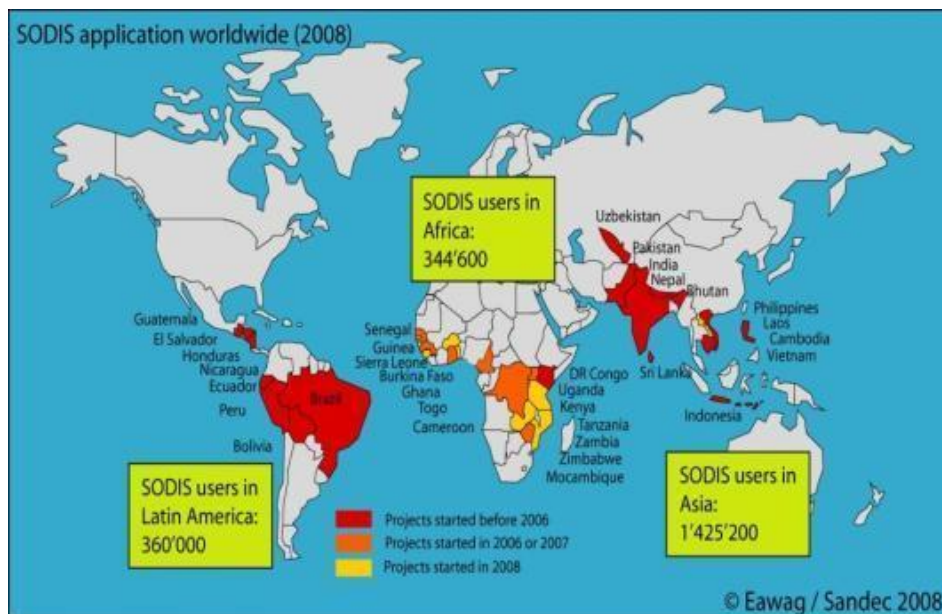 SODIS application worldwide (2008)
SODIS users in
Africa:
344'600
Uzbekistan
Pakistan
India
Nepal
Bhutan
Philippines
Laos
Cambodia
Vietnam
Sri Lanka
Indonesia
Guatemala
El Salvador
Honduras
Nicaragua
Ecuador
Peru
Brazil
Bolivia
Senegal
Guinea
Sierra Leone
Burkina Faso
Ghana
Togo
Cameroon
DR Congo
Uganda
Kenya
Tanzania
Zambia
Zimbabwe
Mocambique
SODIS users in
Latin America:
360'000
SODIS users in
Asia:
1'425'200
Projects started before 2006
Projects started in 2006 or 2007
Projects started in 2008
© Eawag / Sandec 2008